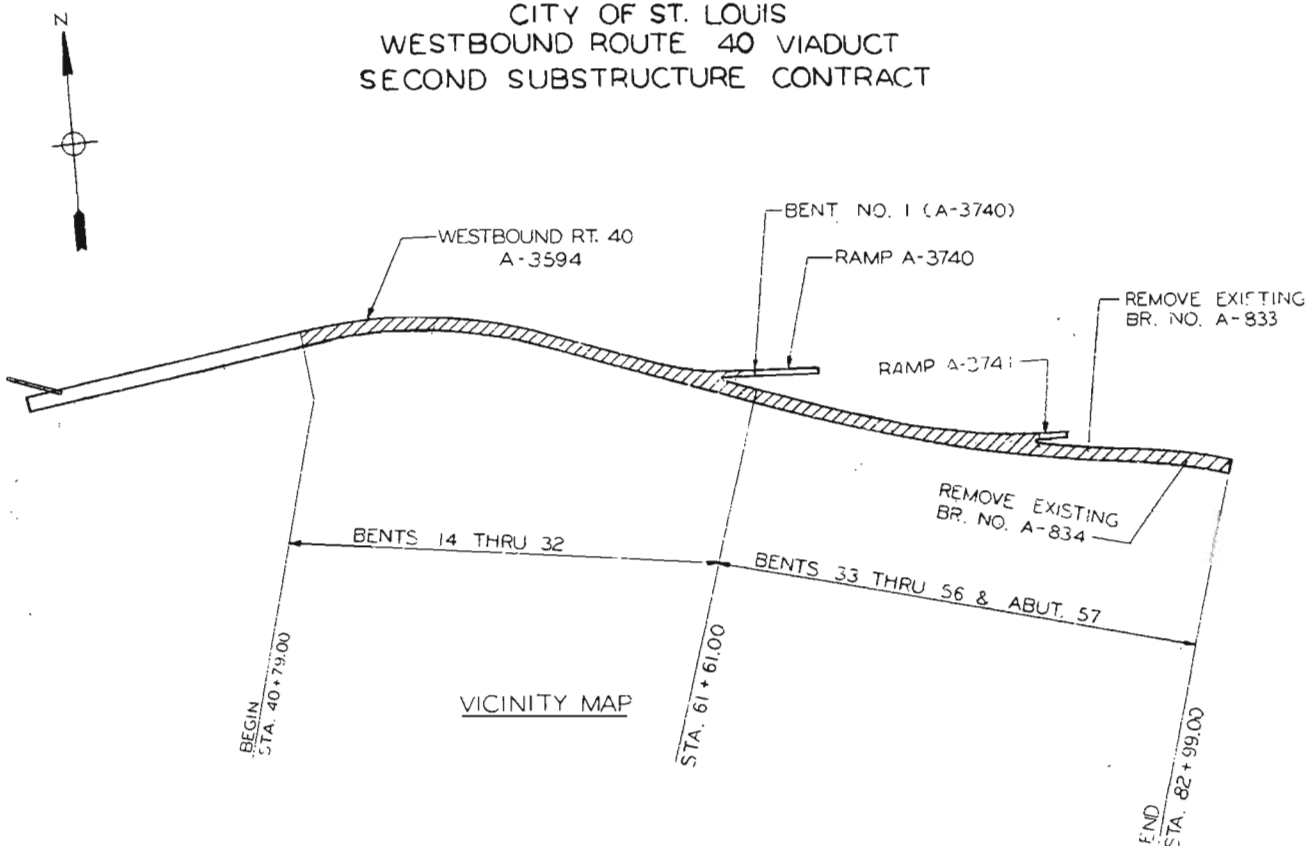 CITY OF ST. LOUIS
WESTBOUND ROUTE 40 VIADUCT
SECOND SUBSTRUCTURE CONTRACT
N
BENT NO. 1 (A-3740)
WESTBOUND RT. 40
A-3594
RAMP A-3740
REMOVE EXISTING
BR. NO. A-833
RAMP A-3741
REMOVE EXISTING
BR. NO. A-834
BENTS 14 THRU 32
BENTS 33 THRU 56 & ABUT. 57
BEGIN
STA. 40+79.00
VICINITY MAP
STA. 61+61.00
END
STA. 82+99.00